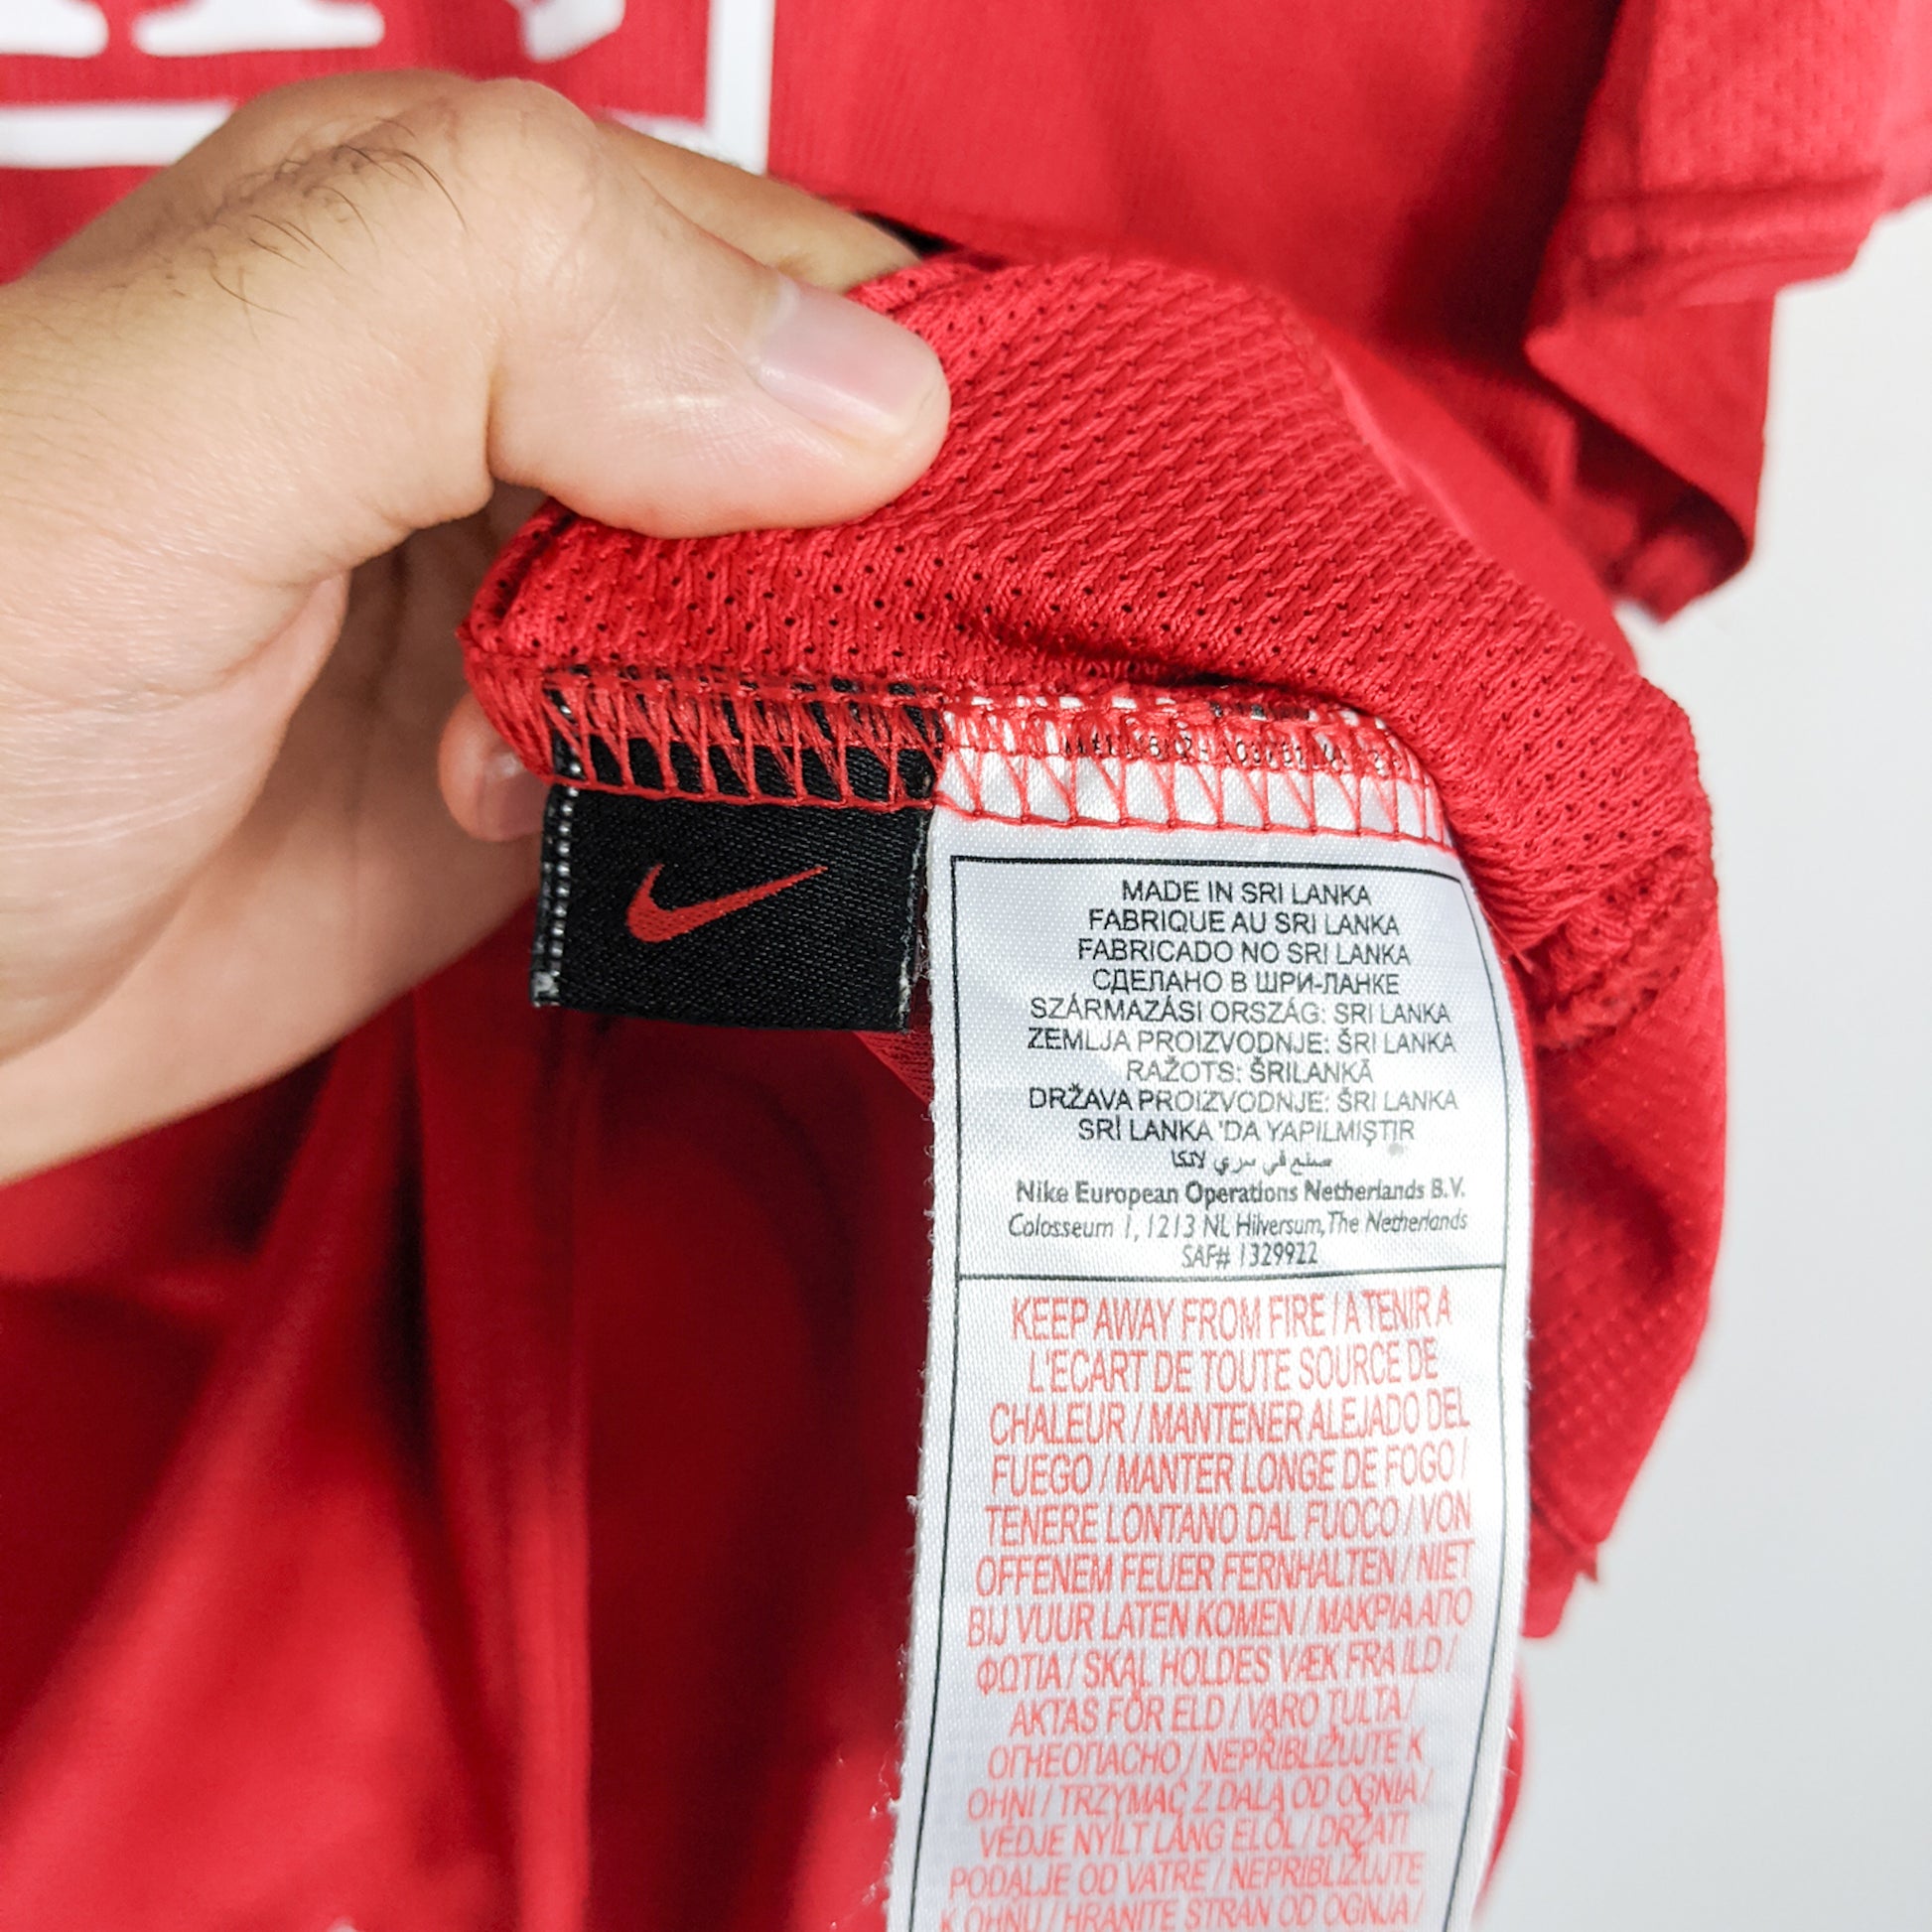 MADE IN SRI LANKA
FABRIQUE AU SRI LANKA
FABRICADO NO SRI LANKA
СДЕЛАНО В ШРИ-ЛАНКЕ
SZÁRMAZÁSI ORSZÁG: SRI LANKA
ZEMLJA PROIZVODNJE: ŠRI LANKA
RAŽOTS: ŠRILANKĀ
DRŽAVA PROIZVODNJE: ŠRI LANKA
SRİ LANKA 'DA YAPILMIŞTIR
صنع في سري لانكا
Nike European Operations Netherlands B.V.
Colosseum 1, 1213 NL Hilversum, The Netherlands
SAF# 1329922
KEEP AWAY FROM FIRE / A TENIR A
L'ECART DE TOUTE SOURCE DE
CHALEUR / MANTENER ALEJADO DEL
FUEGO / MANTER LONGE DE FOGO /
TENERE LONTANO DAL FUOCO / VON
OFFENEM FEUER FERNHALTEN / NIET
BIJ VUUR LATEN KOMEN / ΜΑΚΡΙΑ ΑΠΟ
ΦΩΤΙΑ / SKAL HOLDES VÆK FRA ILD /
AKTAS FÖR ELD / VARO TULTA /
ОГНЕОПАСНО / NEPŘIBLIŽUJTE K
OHNI / TRZYMAĆ Z DALA OD OGNIA /
VÉDJE NYÍLT LÁNG ELŐL / DRŽATI
PODALJE OD VATRE / NEPRIBLIŽUJTE
K OHŇU / HRANITE STRAN OD OGNJA /